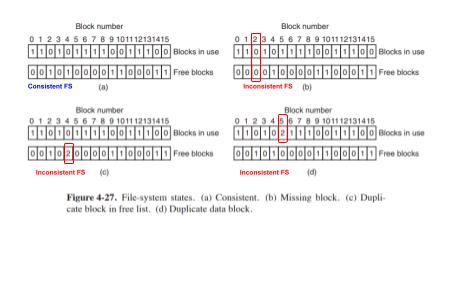 Block number
0 1 2 3 4 5 6 7 8 9 10 11 12 13 14 15
1 1 0 1 0 1 1 1 1 0 0 1 1 1 0 0 Blocks in use
0 0 1 0 1 0 0 0 0 1 1 0 0 0 1 1 Free blocks
Consistent FS (a)
Block number
0 1 2 3 4 5 6 7 8 9 10 11 12 13 14 15
1 1 0 1 0 1 1 1 1 0 0 1 1 1 0 0 Blocks in use
0 0 0 0 1 0 0 0 0 1 1 0 0 0 1 1 Free blocks
Inconsistent FS (b)
Block number
0 1 2 3 4 5 6 7 8 9 10 11 12 13 14 15
1 1 0 1 0 1 1 1 1 0 0 1 1 1 0 0 Blocks in use
0 0 1 0 2 0 0 0 0 1 1 0 0 0 1 1 Free blocks
Inconsistent FS (c)
Block number
0 1 2 3 4 5 6 7 8 9 10 11 12 13 14 15
1 1 0 1 0 2 1 1 1 0 0 1 1 1 0 0 Blocks in use
0 0 1 0 1 0 0 0 0 1 1 0 0 0 1 1 Free blocks
Inconsistent FS (d)
Figure 4-27. File-system states. (a) Consistent. (b) Missing block. (c) Dupli-
cate block in free list. (d) Duplicate data block.